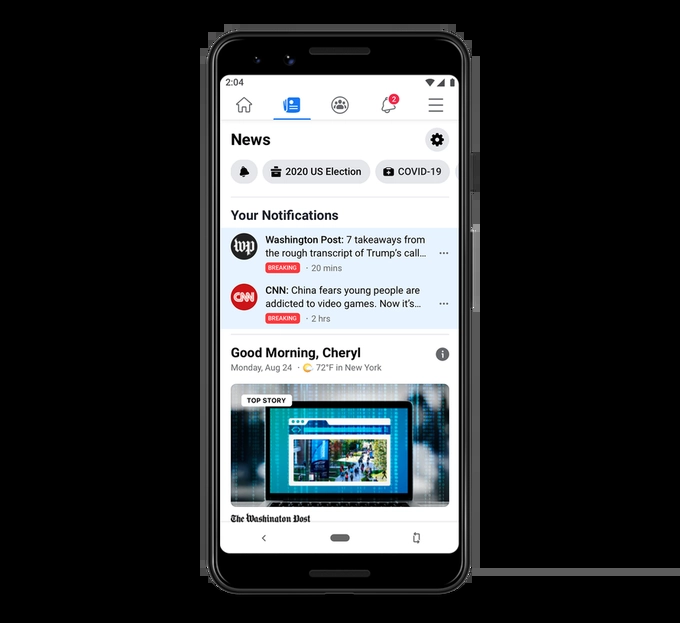 2:04
2
News
2020 US Election
COVID-19
Your Notifications
wp
Washington Post: 7 takeaways from
the rough transcript of Trump's call...
BREAKING · 20 mins
CNN
CNN: China fears young people are
addicted to video games. Now it's...
BREAKING · 2 hrs
Good Morning, Cheryl
Monday, Aug 24 · 72°F in New York
TOP STORY
The Washington Post